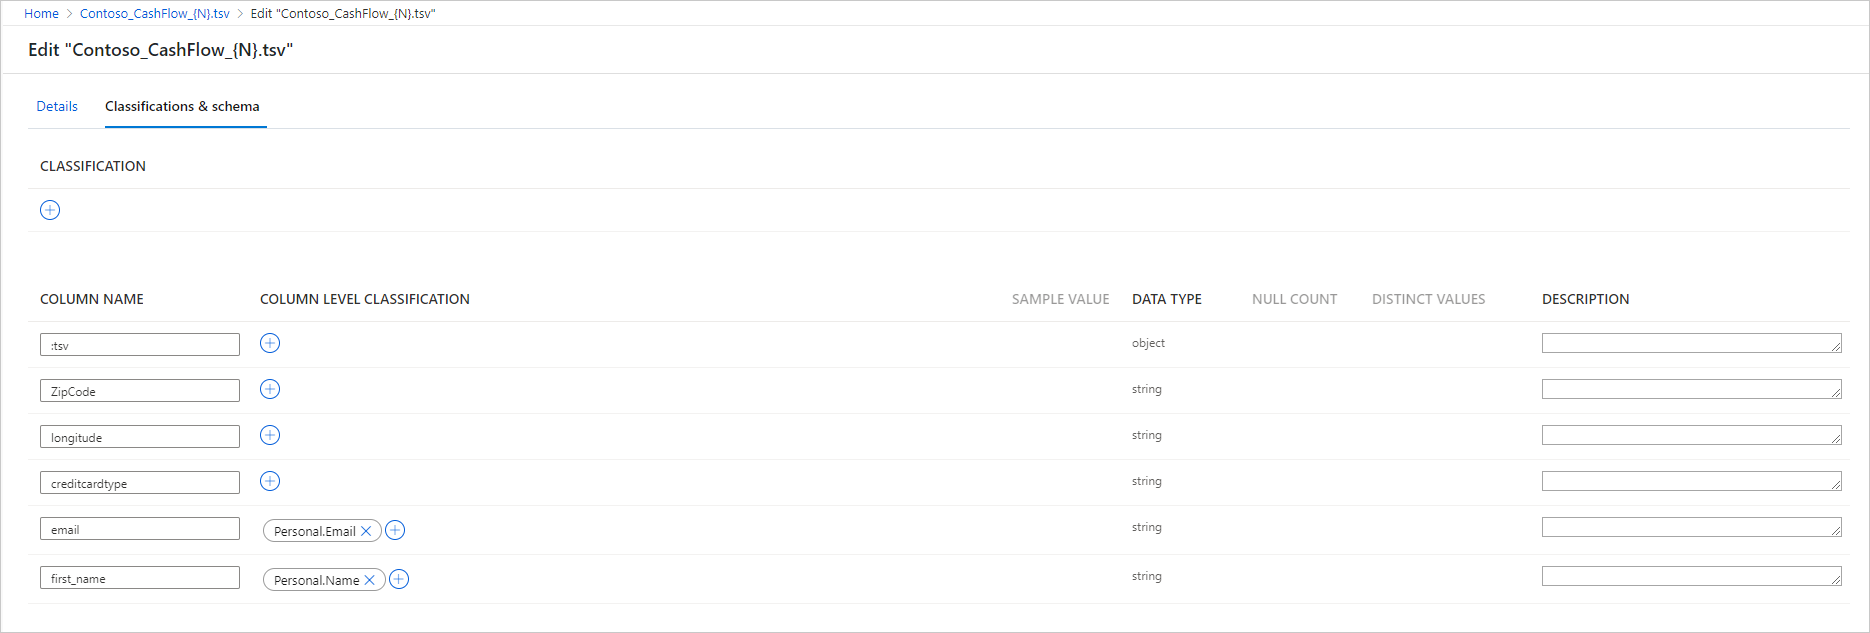 Home > Contoso_CashFlow_{N}.tsv > Edit "Contoso_CashFlow_{N}.tsv"
Edit "Contoso_CashFlow_{N}.tsv"
Details Classifications & schema
CLASSIFICATION
COLUMN NAME COLUMN LEVEL CLASSIFICATION SAMPLE VALUE DATA TYPE NULL COUNT DISTINCT VALUES DESCRIPTION
:tsv object
ZipCode string
longitude string
creditcardtype string
email Personal.Email string
first_name Personal.Name string